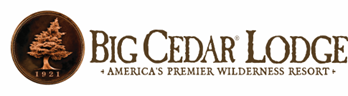 1921
BIG CEDAR® LODGE
AMERICA'S PREMIER WILDERNESS RESORT